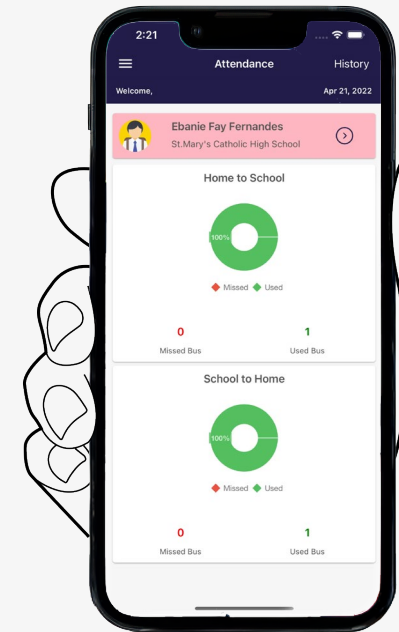 2:21
Attendance
History
Welcome,
Apr 21, 2022
Ebanie Fay Fernandes
St.Mary's Catholic High School
Home to School
100%
Missed Used
0 1
Missed Bus Used Bus
School to Home
100%
Missed Used
0 1
Missed Bus Used Bus